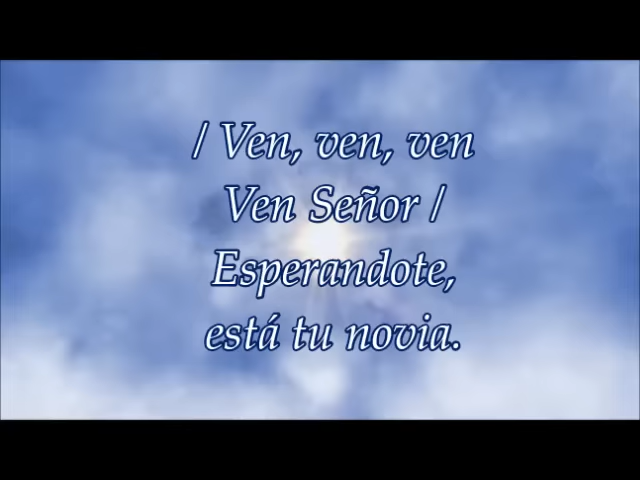 / Ven, ven, ven
Ven Señor /
Esperandote,
está tu novia.